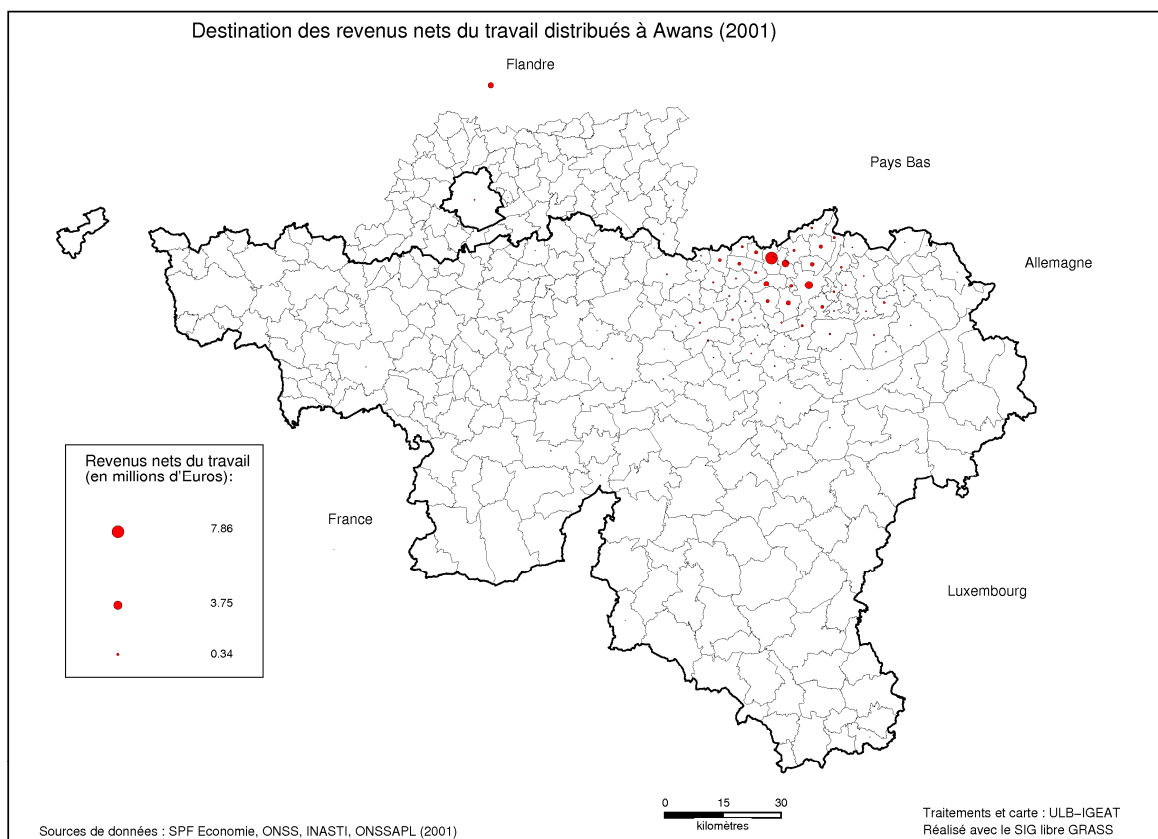 Destination des revenus nets du travail distribués à Awans (2001)
Flandre
Pays Bas
Allemagne
Revenus nets du travail
(en millions d'Euros):
7.86
3.75
0.34
France
Luxembourg
0 15 30
kilomètres
Sources de données : SPF Economie, ONSS, INASTI, ONSSAPL (2001)
Traitements et carte : ULB-IGEAT
Réalisé avec le SIG libre GRASS